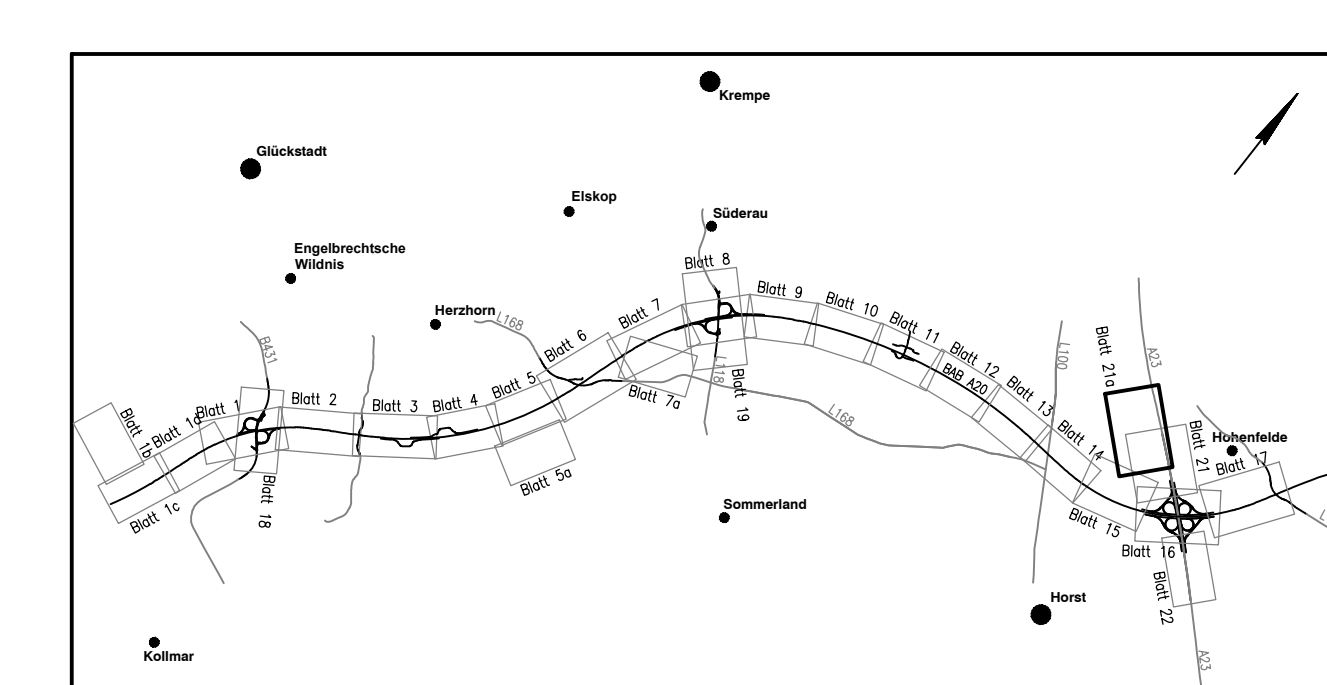 Krempe
Glückstadt
Elskop
Süderau
Engelbrechtsche
Wildnis
Blatt 8
Herzhorn
L168
Blatt 7
Blatt 9
Blatt 10
Blatt 11
Blatt 6
B431
Blatt 12
BAB A20
L100
A23
Blatt 21a
Blatt 5
L118
Blatt 19
Blatt 7a
L168
Blatt 13
Blatt 1b
Blatt 1a
Blatt 1
Blatt 2
Blatt 3
Blatt 4
Blatt 14
Blatt 21
Hohenfelde
Blatt 17
Blatt 5a
Blatt 18
Blatt 1c
Sommerland
Blatt 15
Blatt 16
Blatt 22
Horst
Kollmar
A23